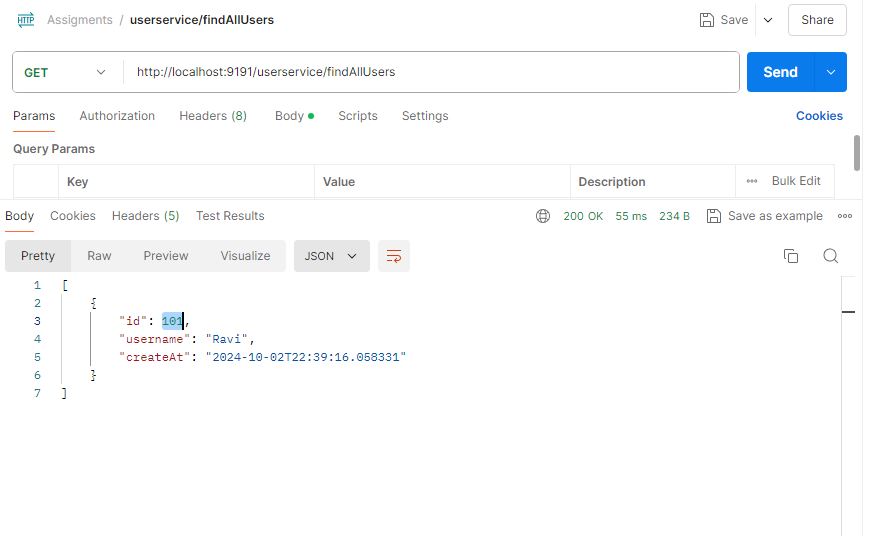 HTTP Assigments / userservice/findAllUsers Save Share
GET http://localhost:9191/userservice/findAllUsers Send
Params Authorization Headers (8) Body Scripts Settings Cookies
Query Params
Key Value Description ••• Bulk Edit
Body Cookies Headers (5) Test Results 200 OK 55 ms 234 B Save as example •••
Pretty Raw Preview Visualize JSON
1 [
2 {
3 "id": 101,
4 "username": "Ravi",
5 "createAt": "2024-10-02T22:39:16.058331"
6 }
7 ]